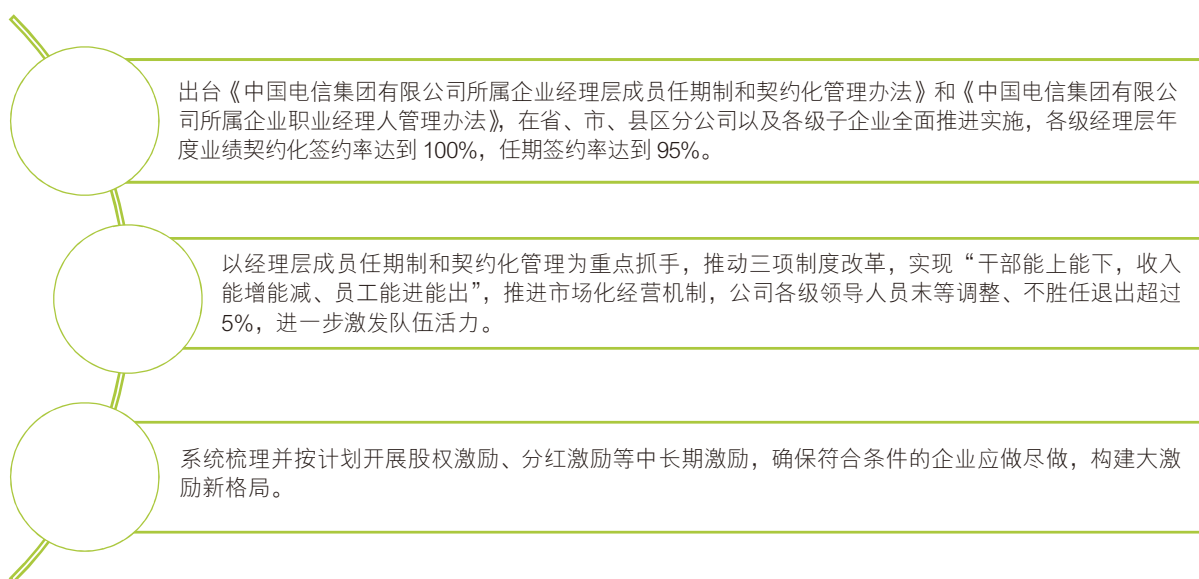 出台《中国电信集团有限公司所属企业经理层成员任期制和契约化管理办法》和《中国电信集团有限公
司所属企业职业经理人管理办法》，在省、市、县区分公司以及各级子企业全面推进实施，各级经理层年
度业绩契约化签约率达到 100%，任期签约率达到 95%。
以经理层成员任期制和契约化管理为重点抓手，推动三项制度改革，实现“干部能上能下，收入
能增能减、员工能进能出”，推进市场化经营机制，公司各级领导人员末等调整、不胜任退出超过
5%，进一步激发队伍活力。
系统梳理并按计划开展股权激励、分红激励等中长期激励，确保符合条件的企业应做尽做，构建大激
励新格局。